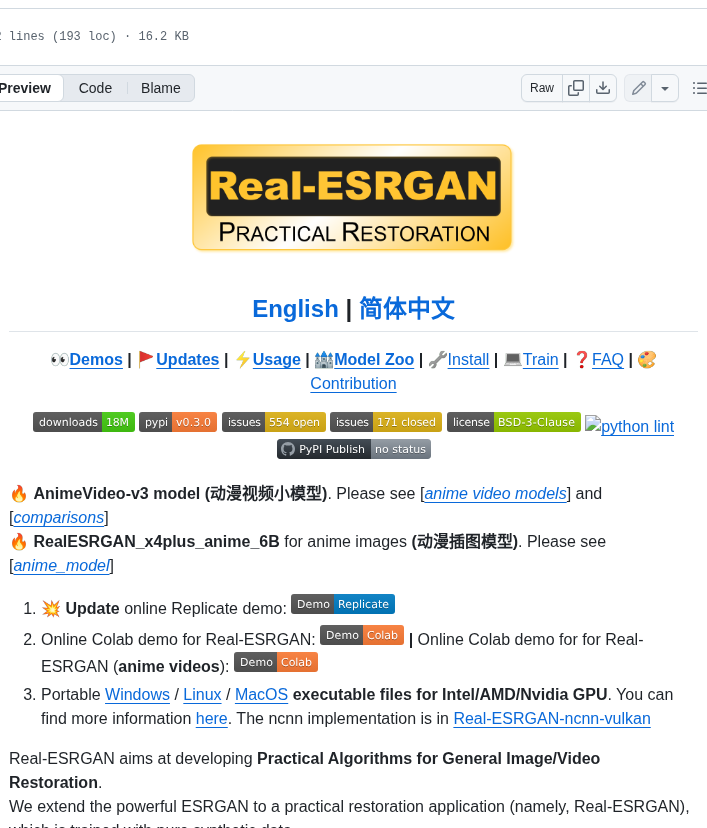 lines (193 loc) · 16.2 KB
Preview Code Blame Raw
Real-ESRGAN
PRACTICAL RESTORATION
English | 简体中文
👀Demos | 🚩Updates | ⚡Usage | 🏰Model Zoo | 🔧Install | 💻Train | ❓FAQ | 🎨
Contribution
downloads 18M pypi v0.3.0 issues 554 open issues 171 closed license BSD-3-Clause python lint
PyPI Publish no status
🔥 AnimeVideo-v3 model (动漫视频小模型). Please see [anime video models] and
[comparisons]
🔥 RealESRGAN_x4plus_anime_6B for anime images (动漫插图模型). Please see
[anime_model]
1. 💥 Update online Replicate demo: Demo Replicate
2. Online Colab demo for Real-ESRGAN: Demo Colab | Online Colab demo for for Real-
ESRGAN (anime videos): Demo Colab
3. Portable Windows / Linux / MacOS executable files for Intel/AMD/Nvidia GPU. You can
find more information here. The ncnn implementation is in Real-ESRGAN-ncnn-vulkan
Real-ESRGAN aims at developing Practical Algorithms for General Image/Video
Restoration.
We extend the powerful ESRGAN to a practical restoration application (namely, Real-ESRGAN),
which is trained with pure synthetic data